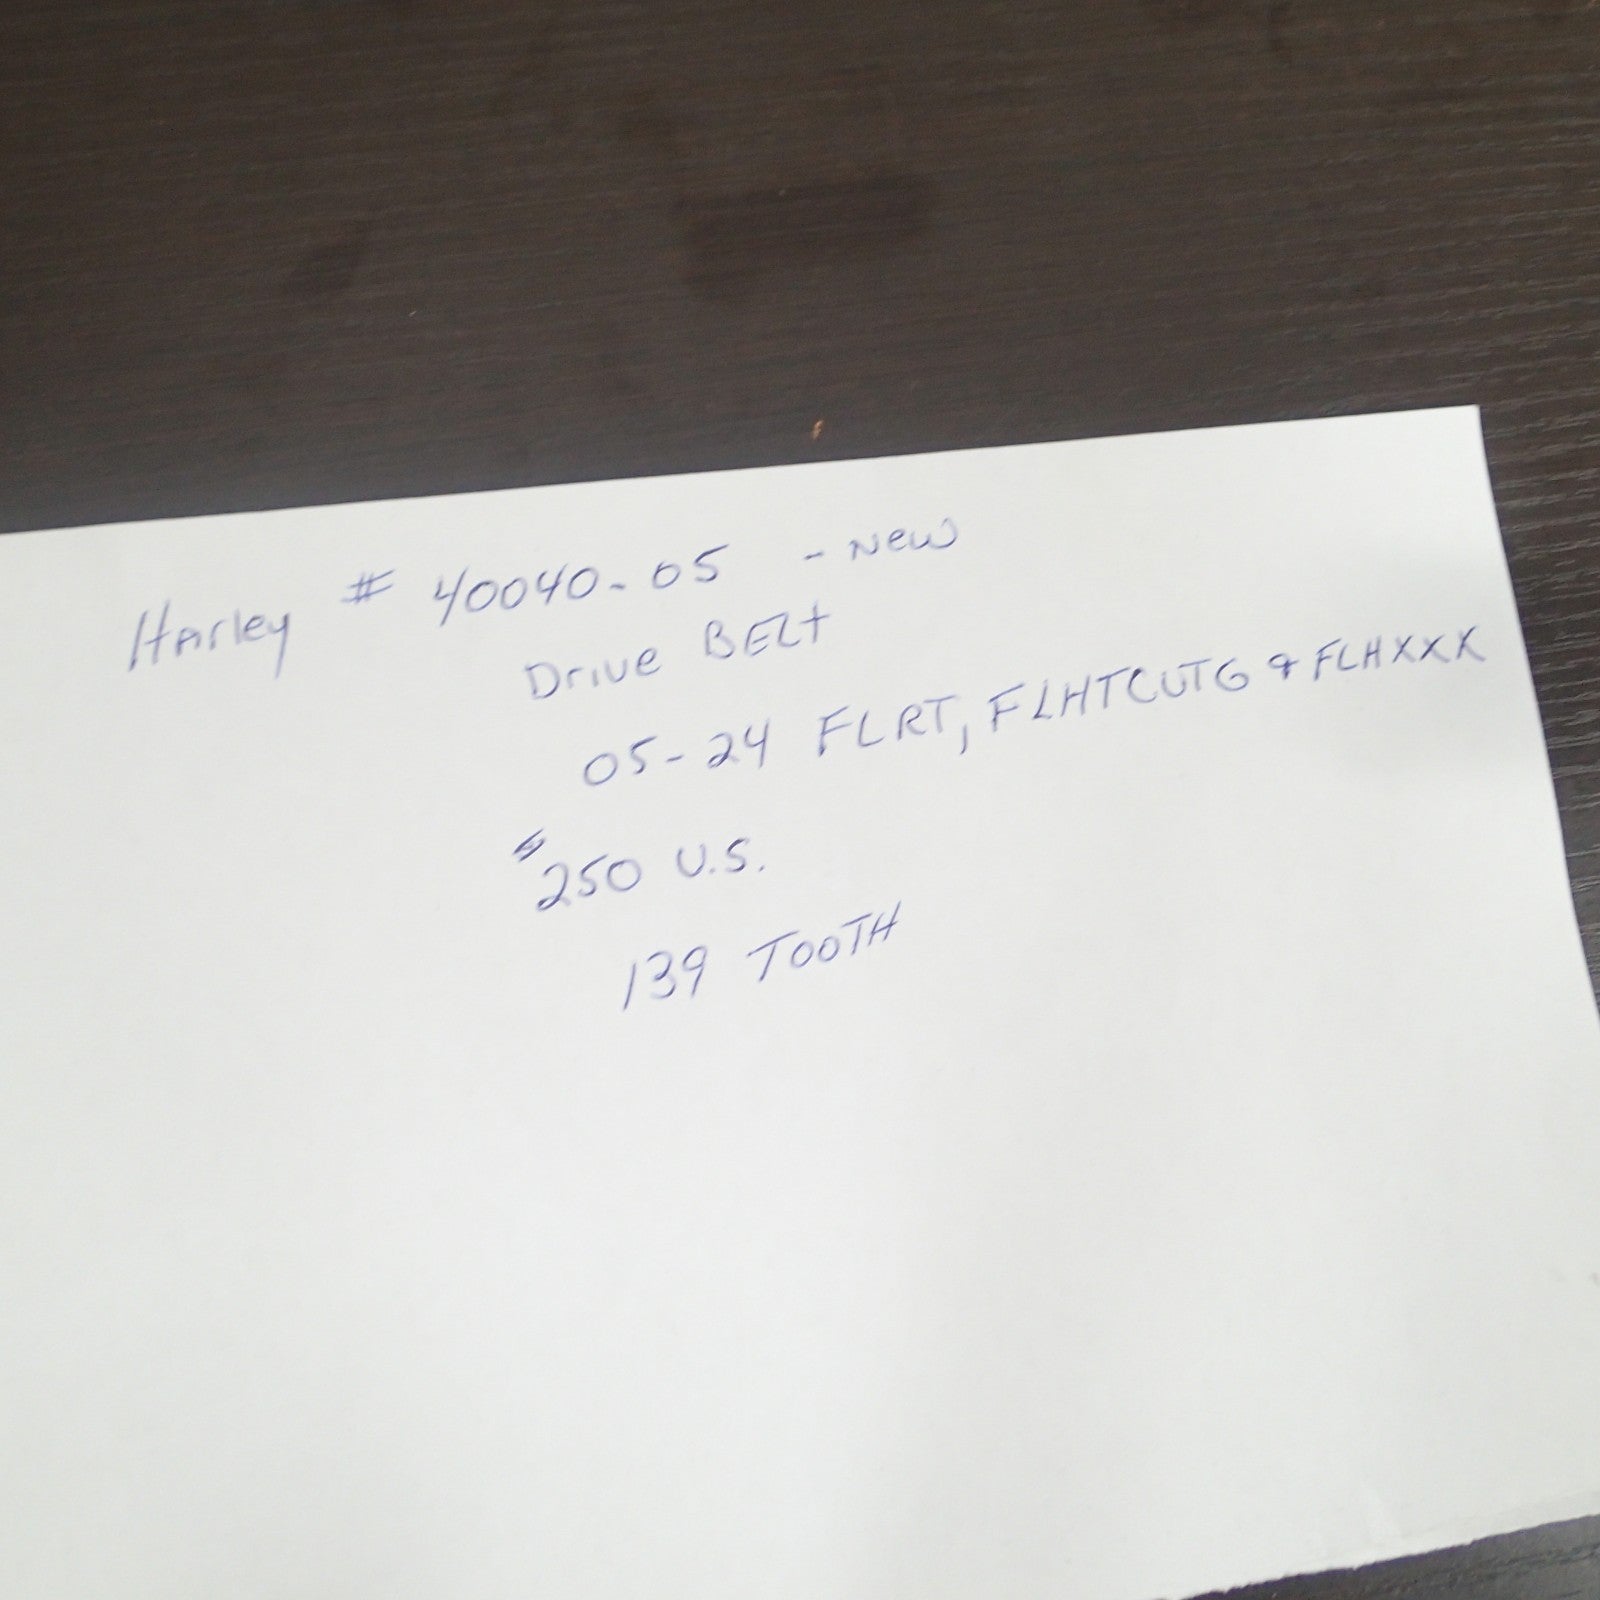 Harley # 40040-05 - New
Drive BELt
05-24 FLRT, FLHTCUTG & FLHXXX
$250 U.S.
139 TOOTH